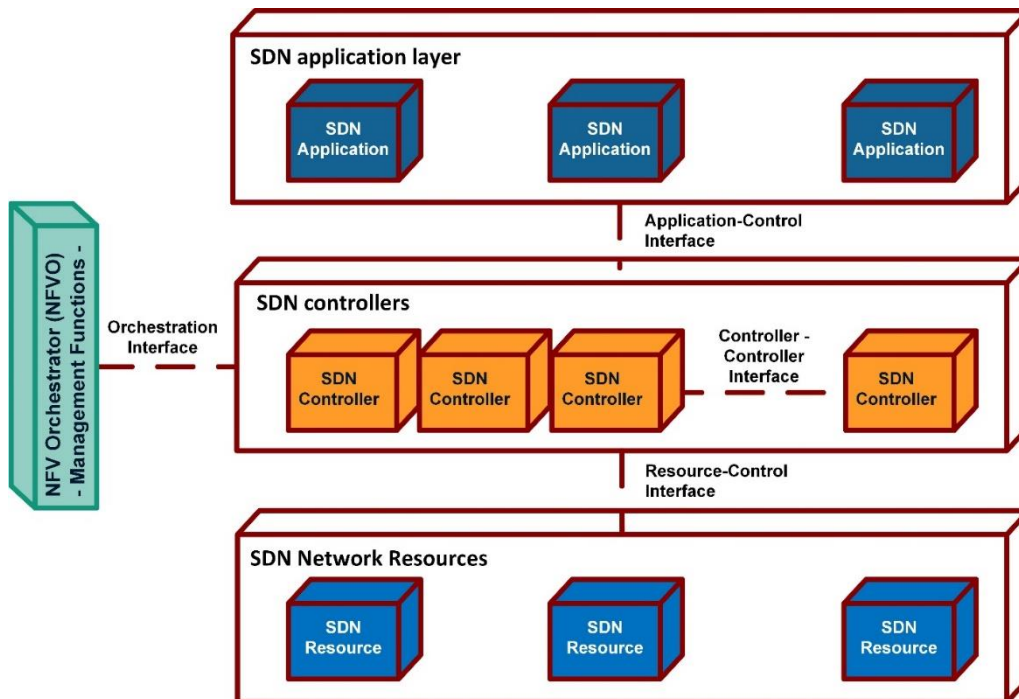 SDN application layer
SDN
Application
SDN
Application
SDN
Application
Application-Control
Interface
NFV Orchestrator (NFVO)
- Management Functions -
Orchestration
Interface
SDN controllers
SDN
Controller
SDN
Controller
SDN
Controller
Controller -
Controller
Interface
SDN
Controller
Resource-Control
Interface
SDN Network Resources
SDN
Resource
SDN
Resource
SDN
Resource